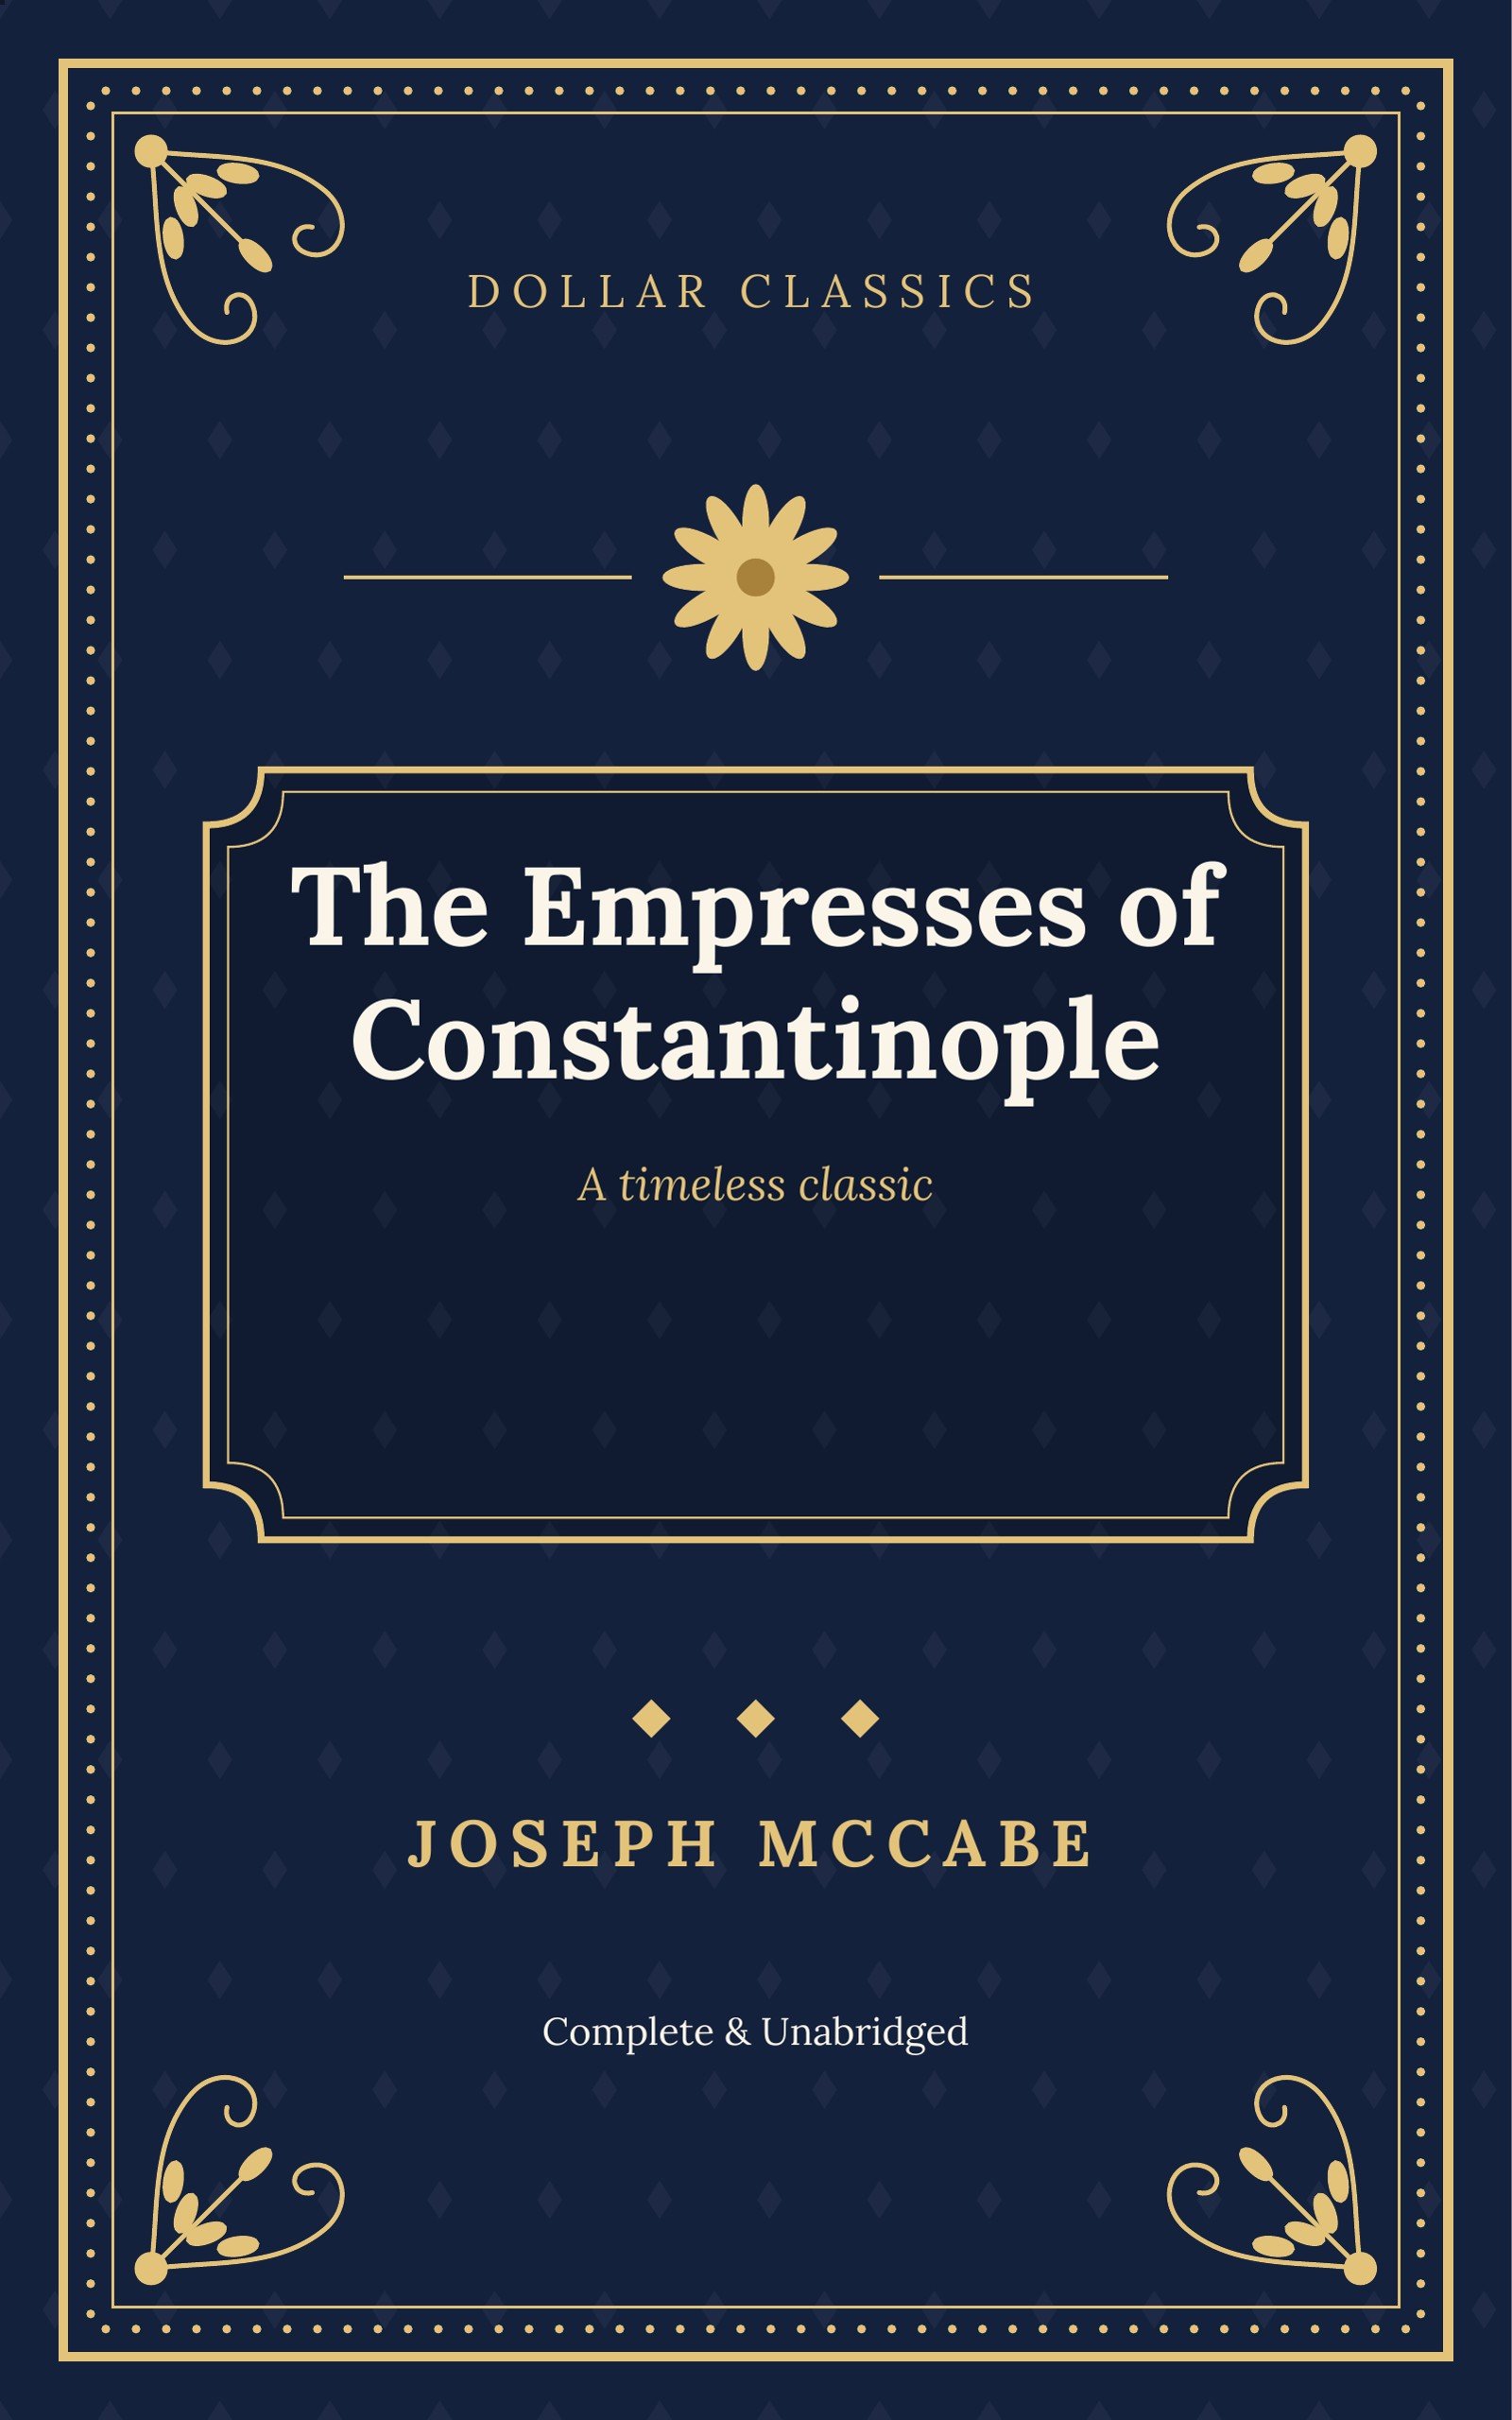 DOLLAR CLASSICS
The Empresses of
Constantinople
A timeless classic
JOSEPH MCCABE
Complete & Unabridged